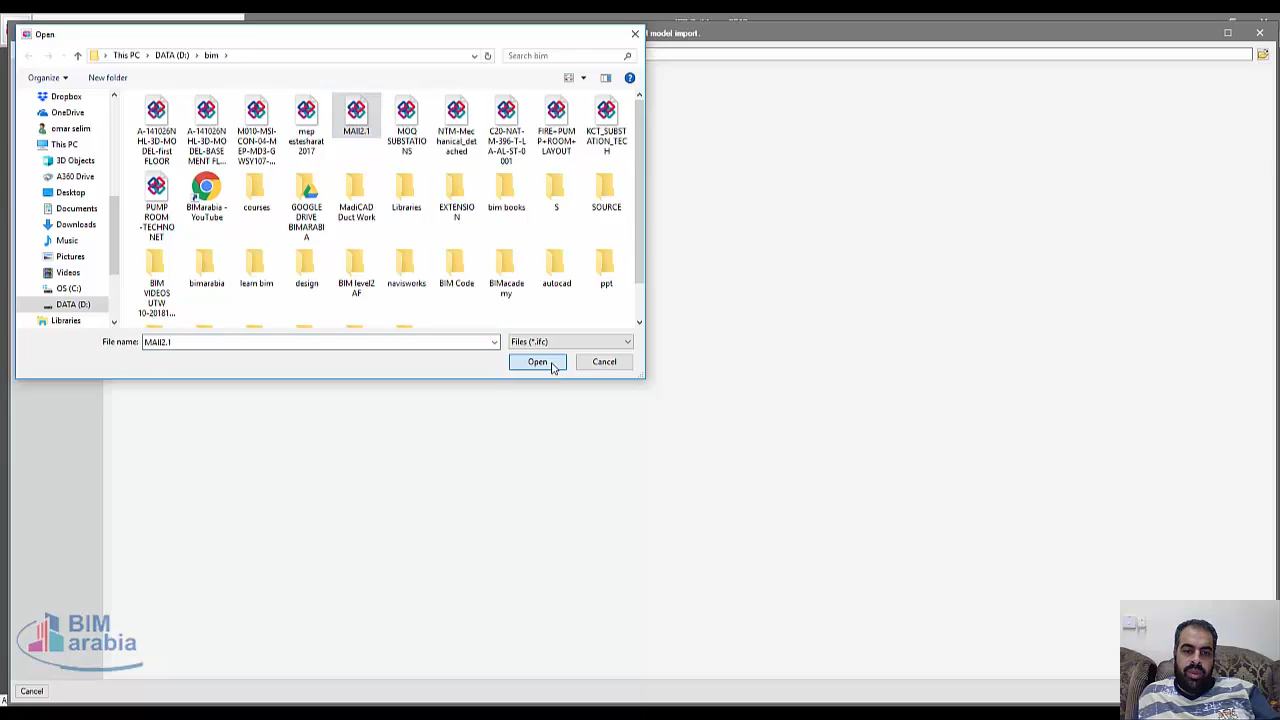 Open
model import.
This PC > DATA (D:) > bim >
Search bim
Organize
New folder
Dropbox
OneDrive
omar selim
This PC
3D Objects
A360 Drive
Desktop
Documents
Downloads
Music
Pictures
Videos
OS (C:)
DATA (D:)
Libraries
A-141026N
HL-3D-MO
DEL-first
FLOOR
A-141026N
HL-3D-MO
DEL-BASE
MENT FL...
M010-MSI-
CON-04-M
EP-MD3-G
WSY107-...
mep
estesharat
2017
MAII2.1
MOQ
SUBSTATIO
NS
NTM-Mec
hanical_det
ached
C20-NAT-
M-396-T-L
A-AL-ST-0
001
FIRE+PUM
P+ROOM+
LAYOUT
KCT_SUBST
ATION_TEC
H
PUMP
ROOM
-TECHNO
NET
BIMarabia -
YouTube
courses
GOOGLE
DRIVE
BIMARABI
A
MadiCAD
Duct Work
Libraries
EXTENSIO
N
bim books
S
SOURCE
BIM
VIDEOS
UTW
10-20181...
bimarabia
learn bim
design
BIM level2
AF
navisworks
BIM Code
BIMacade
my
autocad
ppt
File name:
MAII2.1
Files (*.ifc)
Open
Cancel
BIM
arabia
Cancel